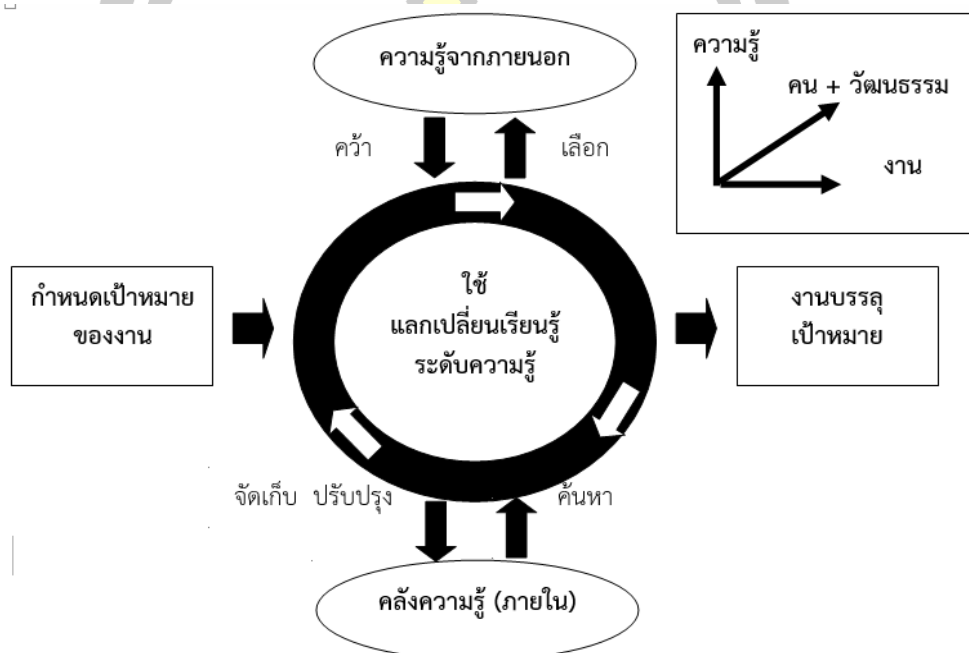 ความรู้จากภายนอก
ความรู้
คน + วัฒนธรรม
งาน
คว้า
เลือก
กำหนดเป้าหมาย
ของงาน
ใช้
แลกเปลี่ยนเรียนรู้
ระดับความรู้
งานบรรลุ
เป้าหมาย
จัดเก็บ ปรับปรุง
ค้นหา
คลังความรู้ (ภายใน)